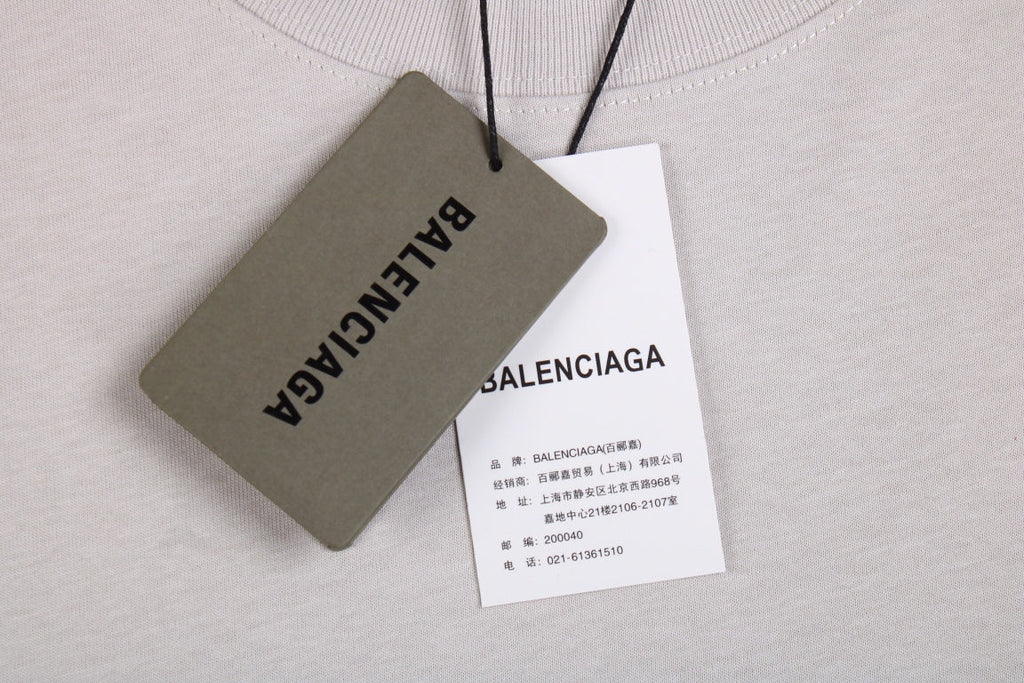 BALENCIAGA
BALENCIAGA
品 牌：BALENCIAGA(百郦嘉)
经销商：百郦嘉贸易（上海）有限公司
地 址：上海市静安区北京西路968号
嘉地中心21楼2106-2107室
邮 编：200040
电 话：021-61361510